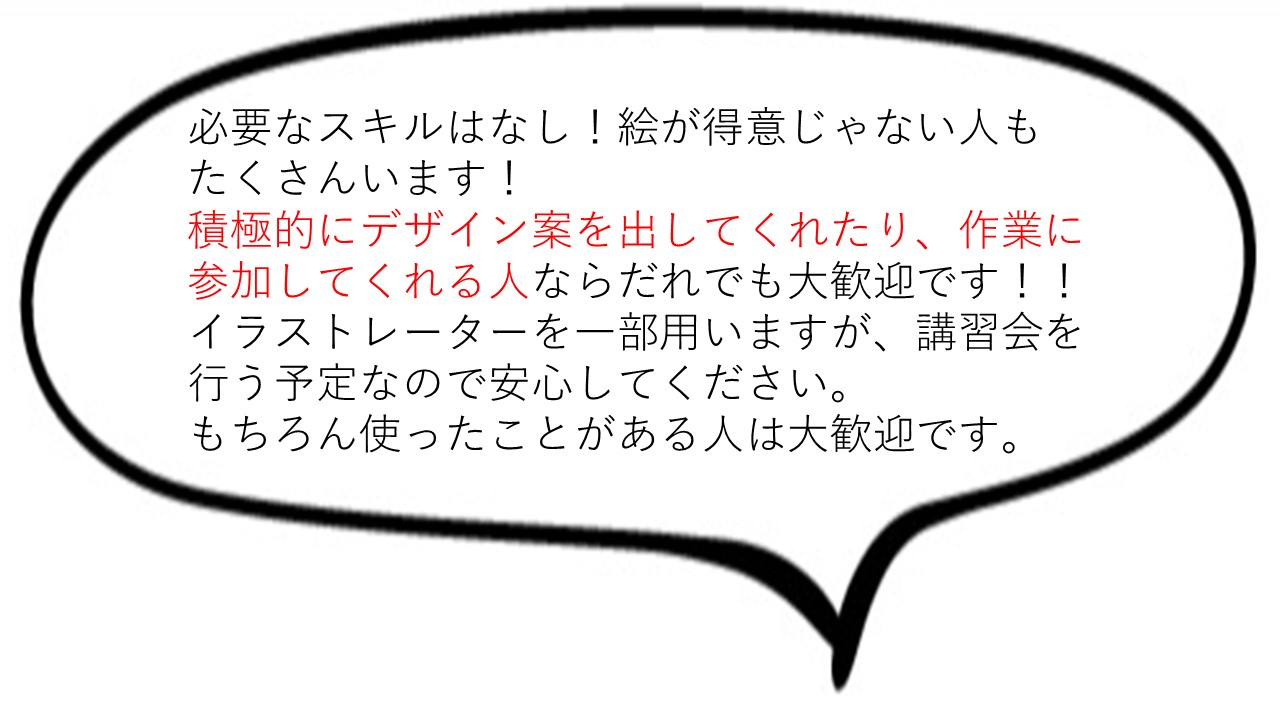 必要なスキルはなし！絵が得意じゃない人も
たくさんいます！
積極的にデザイン案を出してくれたり、作業に
参加してくれる人ならだれでも大歓迎です！！
イラストレーターを一部用いますが、講習会を
行う予定なので安心してください。
もちろん使ったことがある人は大歓迎です。